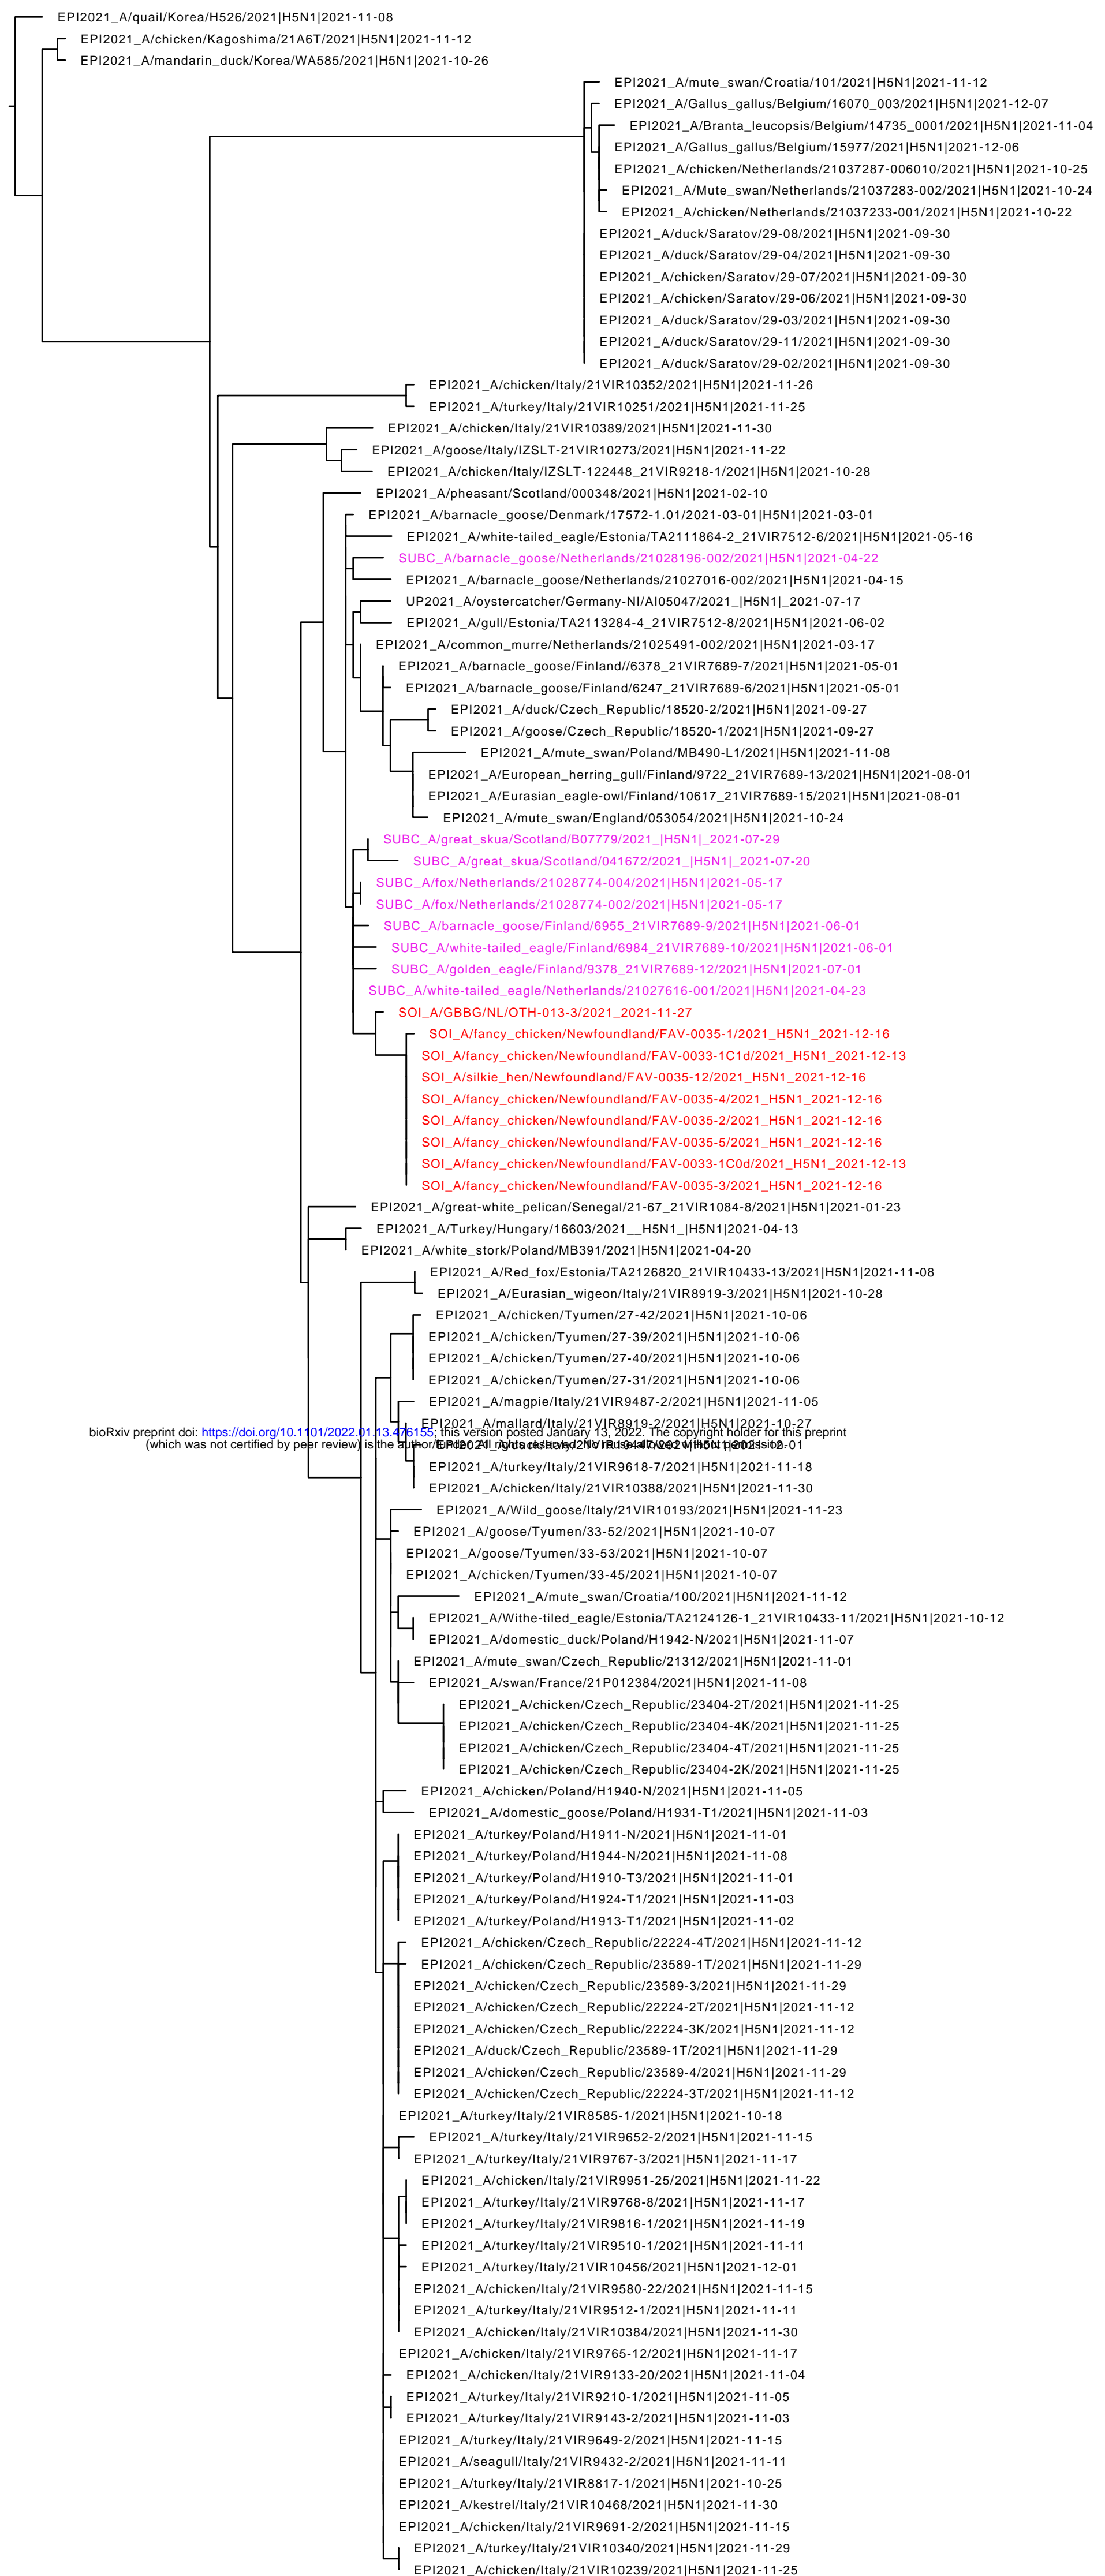 EPI2021_A/quail/Korea/H526/2021|H5N1|2021-11-08
EPI2021_A/chicken/Kagoshima/21A6T/2021|H5N1|2021-11-12
EPI2021_A/mandarin_duck/Korea/WA585/2021|H5N1|2021-10-26
EPI2021_A/mute_swan/Croatia/101/2021|H5N1|2021-11-12
EPI2021_A/Gallus_gallus/Belgium/16070_003/2021|H5N1|2021-12-07
EPI2021_A/Branta_leucopsis/Belgium/14735_0001/2021|H5N1|2021-11-04
EPI2021_A/Gallus_gallus/Belgium/15977/2021|H5N1|2021-12-06
EPI2021_A/chicken/Netherlands/21037287-006010/2021|H5N1|2021-10-25
EPI2021_A/Mute_swan/Netherlands/21037283-002/2021|H5N1|2021-10-24
EPI2021_A/chicken/Netherlands/21037233-001/2021|H5N1|2021-10-22
EPI2021_A/duck/Saratov/29-08/2021|H5N1|2021-09-30
EPI2021_A/duck/Saratov/29-04/2021|H5N1|2021-09-30
EPI2021_A/chicken/Saratov/29-07/2021|H5N1|2021-09-30
EPI2021_A/chicken/Saratov/29-06/2021|H5N1|2021-09-30
EPI2021_A/duck/Saratov/29-03/2021|H5N1|2021-09-30
EPI2021_A/duck/Saratov/29-11/2021|H5N1|2021-09-30
EPI2021_A/duck/Saratov/29-02/2021|H5N1|2021-09-30
EPI2021_A/chicken/Italy/21VIR10352/2021|H5N1|2021-11-26
EPI2021_A/turkey/Italy/21VIR10251/2021|H5N1|2021-11-25
EPI2021_A/chicken/Italy/21VIR10389/2021|H5N1|2021-11-30
EPI2021_A/goose/Italy/IZSLT-21VIR10273/2021|H5N1|2021-11-22
EPI2021_A/chicken/Italy/IZSLT-122448_21VIR9218-1/2021|H5N1|2021-10-28
EPI2021_A/pheasant/Scotland/000348/2021|H5N1|2021-02-10
EPI2021_A/barnacle_goose/Denmark/17572-1.01/2021-03-01|H5N1|2021-03-01
EPI2021_A/white-tailed_eagle/Estonia/TA2111864-2_21VIR7512-6/2021|H5N1|2021-05-16
SUBC_A/barnacle_goose/Netherlands/21028196-002/2021|H5N1|2021-04-22
EPI2021_A/barnacle_goose/Netherlands/21027016-002/2021|H5N1|2021-04-15
UP2021_A/oystercatcher/Germany-NI/AI05047/2021_|H5N1|_2021-07-17
EPI2021_A/gull/Estonia/TA2113284-4_21VIR7512-8/2021|H5N1|2021-06-02
EPI2021_A/common_murre/Netherlands/21025491-002/2021|H5N1|2021-03-17
EPI2021_A/barnacle_goose/Finland//6378_21VIR7689-7/2021|H5N1|2021-05-01
EPI2021_A/barnacle_goose/Finland/6247_21VIR7689-6/2021|H5N1|2021-05-01
EPI2021_A/duck/Czech_Republic/18520-2/2021|H5N1|2021-09-27
EPI2021_A/goose/Czech_Republic/18520-1/2021|H5N1|2021-09-27
EPI2021_A/mute_swan/Poland/MB490-L1/2021|H5N1|2021-11-08
EPI2021_A/European_herring_gull/Finland/9722_21VIR7689-13/2021|H5N1|2021-08-01
EPI2021_A/Eurasian_eagle-owl/Finland/10617_21VIR7689-15/2021|H5N1|2021-08-01
EPI2021_A/mute_swan/England/053054/2021|H5N1|2021-10-24
SUBC_A/great_skua/Scotland/B07779/2021_|H5N1|_2021-07-29
SUBC_A/great_skua/Scotland/041672/2021_|H5N1|_2021-07-20
SUBC_A/fox/Netherlands/21028774-004/2021|H5N1|2021-05-17
SUBC_A/fox/Netherlands/21028774-002/2021|H5N1|2021-05-17
SUBC_A/barnacle_goose/Finland/6955_21VIR7689-9/2021|H5N1|2021-06-01
SUBC_A/white-tailed_eagle/Finland/6984_21VIR7689-10/2021|H5N1|2021-06-01
SUBC_A/golden_eagle/Finland/9378_21VIR7689-12/2021|H5N1|2021-07-01
SUBC_A/white-tailed_eagle/Netherlands/21027616-001/2021|H5N1|2021-04-23
SOI_A/GBBG/NL/OTH-013-3/2021_2021-11-27
SOI_A/fancy_chicken/Newfoundland/FAV-0035-1/2021_H5N1_2021-12-16
SOI_A/fancy_chicken/Newfoundland/FAV-0033-1C1d/2021_H5N1_2021-12-13
SOI_A/silkie_hen/Newfoundland/FAV-0035-12/2021_H5N1_2021-12-16
SOI_A/fancy_chicken/Newfoundland/FAV-0035-4/2021_H5N1_2021-12-16
SOI_A/fancy_chicken/Newfoundland/FAV-0035-2/2021_H5N1_2021-12-16
SOI_A/fancy_chicken/Newfoundland/FAV-0035-5/2021_H5N1_2021-12-16
SOI_A/fancy_chicken/Newfoundland/FAV-0033-1C0d/2021_H5N1_2021-12-13
SOI_A/fancy_chicken/Newfoundland/FAV-0035-3/2021_H5N1_2021-12-16
EPI2021_A/great-white_pelican/Senegal/21-67_21VIR1084-8/2021|H5N1|2021-01-23
EPI2021_A/Turkey/Hungary/16603/2021__H5N1_|H5N1|2021-04-13
EPI2021_A/white_stork/Poland/MB391/2021|H5N1|2021-04-20
EPI2021_A/Red_fox/Estonia/TA2126820_21VIR10433-13/2021|H5N1|2021-11-08
EPI2021_A/Eurasian_wigeon/Italy/21VIR8919-3/2021|H5N1|2021-10-28
EPI2021_A/chicken/Tyumen/27-42/2021|H5N1|2021-10-06
EPI2021_A/chicken/Tyumen/27-39/2021|H5N1|2021-10-06
EPI2021_A/chicken/Tyumen/27-40/2021|H5N1|2021-10-06
EPI2021_A/chicken/Tyumen/27-31/2021|H5N1|2021-10-06
EPI2021_A/magpie/Italy/21VIR9487-2/2021|H5N1|2021-11-05
EPI2021_A/mallard/Italy/21VIR8919-2/2021|H5N1|2021-10-27
bioRxiv preprint doi: https://doi.org/10.1101/2022.01.13.476155; this version posted January 13, 2022. The copyright holder for this preprint
(which was not certified by peer review) is the author/funder. All rights reserved. No reuse allowed without permission.
EPI2021_A/turkey/Italy/21VIR9618-7/2021|H5N1|2021-11-18
EPI2021_A/chicken/Italy/21VIR10388/2021|H5N1|2021-11-30
EPI2021_A/Wild_goose/Italy/21VIR10193/2021|H5N1|2021-11-23
EPI2021_A/goose/Tyumen/33-52/2021|H5N1|2021-10-07
EPI2021_A/goose/Tyumen/33-53/2021|H5N1|2021-10-07
EPI2021_A/chicken/Tyumen/33-45/2021|H5N1|2021-10-07
EPI2021_A/mute_swan/Croatia/100/2021|H5N1|2021-11-12
EPI2021_A/Withe-tiled_eagle/Estonia/TA2124126-1_21VIR10433-11/2021|H5N1|2021-10-12
EPI2021_A/domestic_duck/Poland/H1942-N/2021|H5N1|2021-11-07
EPI2021_A/mute_swan/Czech_Republic/21312/2021|H5N1|2021-11-01
EPI2021_A/swan/France/21P012384/2021|H5N1|2021-11-08
EPI2021_A/chicken/Czech_Republic/23404-2T/2021|H5N1|2021-11-25
EPI2021_A/chicken/Czech_Republic/23404-4K/2021|H5N1|2021-11-25
EPI2021_A/chicken/Czech_Republic/23404-4T/2021|H5N1|2021-11-25
EPI2021_A/chicken/Czech_Republic/23404-2K/2021|H5N1|2021-11-25
EPI2021_A/chicken/Poland/H1940-N/2021|H5N1|2021-11-05
EPI2021_A/domestic_goose/Poland/H1931-T1/2021|H5N1|2021-11-03
EPI2021_A/turkey/Poland/H1911-N/2021|H5N1|2021-11-01
EPI2021_A/turkey/Poland/H1944-N/2021|H5N1|2021-11-08
EPI2021_A/turkey/Poland/H1910-T3/2021|H5N1|2021-11-01
EPI2021_A/turkey/Poland/H1924-T1/2021|H5N1|2021-11-03
EPI2021_A/turkey/Poland/H1913-T1/2021|H5N1|2021-11-02
EPI2021_A/chicken/Czech_Republic/22224-4T/2021|H5N1|2021-11-12
EPI2021_A/chicken/Czech_Republic/23589-1T/2021|H5N1|2021-11-29
EPI2021_A/chicken/Czech_Republic/23589-3/2021|H5N1|2021-11-29
EPI2021_A/chicken/Czech_Republic/22224-2T/2021|H5N1|2021-11-12
EPI2021_A/chicken/Czech_Republic/22224-3K/2021|H5N1|2021-11-12
EPI2021_A/duck/Czech_Republic/23589-1T/2021|H5N1|2021-11-29
EPI2021_A/chicken/Czech_Republic/23589-4/2021|H5N1|2021-11-29
EPI2021_A/chicken/Czech_Republic/22224-3T/2021|H5N1|2021-11-12
EPI2021_A/turkey/Italy/21VIR8585-1/2021|H5N1|2021-10-18
EPI2021_A/turkey/Italy/21VIR9652-2/2021|H5N1|2021-11-15
EPI2021_A/turkey/Italy/21VIR9767-3/2021|H5N1|2021-11-17
EPI2021_A/chicken/Italy/21VIR9951-25/2021|H5N1|2021-11-22
EPI2021_A/turkey/Italy/21VIR9768-8/2021|H5N1|2021-11-17
EPI2021_A/turkey/Italy/21VIR9816-1/2021|H5N1|2021-11-19
EPI2021_A/turkey/Italy/21VIR9510-1/2021|H5N1|2021-11-11
EPI2021_A/turkey/Italy/21VIR10456/2021|H5N1|2021-12-01
EPI2021_A/chicken/Italy/21VIR9580-22/2021|H5N1|2021-11-15
EPI2021_A/turkey/Italy/21VIR9512-1/2021|H5N1|2021-11-11
EPI2021_A/chicken/Italy/21VIR10384/2021|H5N1|2021-11-30
EPI2021_A/chicken/Italy/21VIR9765-12/2021|H5N1|2021-11-17
EPI2021_A/chicken/Italy/21VIR9133-20/2021|H5N1|2021-11-04
EPI2021_A/turkey/Italy/21VIR9210-1/2021|H5N1|2021-11-05
EPI2021_A/turkey/Italy/21VIR9143-2/2021|H5N1|2021-11-03
EPI2021_A/turkey/Italy/21VIR9649-2/2021|H5N1|2021-11-15
EPI2021_A/seagull/Italy/21VIR9432-2/2021|H5N1|2021-11-11
EPI2021_A/turkey/Italy/21VIR8817-1/2021|H5N1|2021-10-25
EPI2021_A/kestrel/Italy/21VIR10468/2021|H5N1|2021-11-30
EPI2021_A/chicken/Italy/21VIR9691-2/2021|H5N1|2021-11-15
EPI2021_A/turkey/Italy/21VIR10340/2021|H5N1|2021-11-29
EPI2021_A/chicken/Italy/21VIR10239/2021|H5N1|2021-11-25